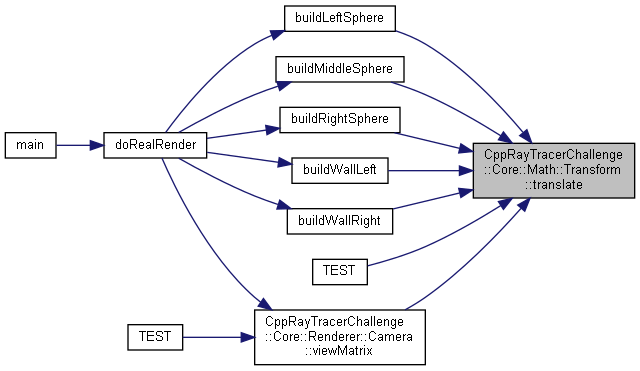 buildLeftSphere
buildMiddleSphere
buildRightSphere
main
doRealRender
buildWallLeft
CppRayTracerChallenge
::Core::Math::Transform
::translate
buildWallRight
TEST
TEST
CppRayTracerChallenge
::Core::Renderer::Camera
::viewMatrix